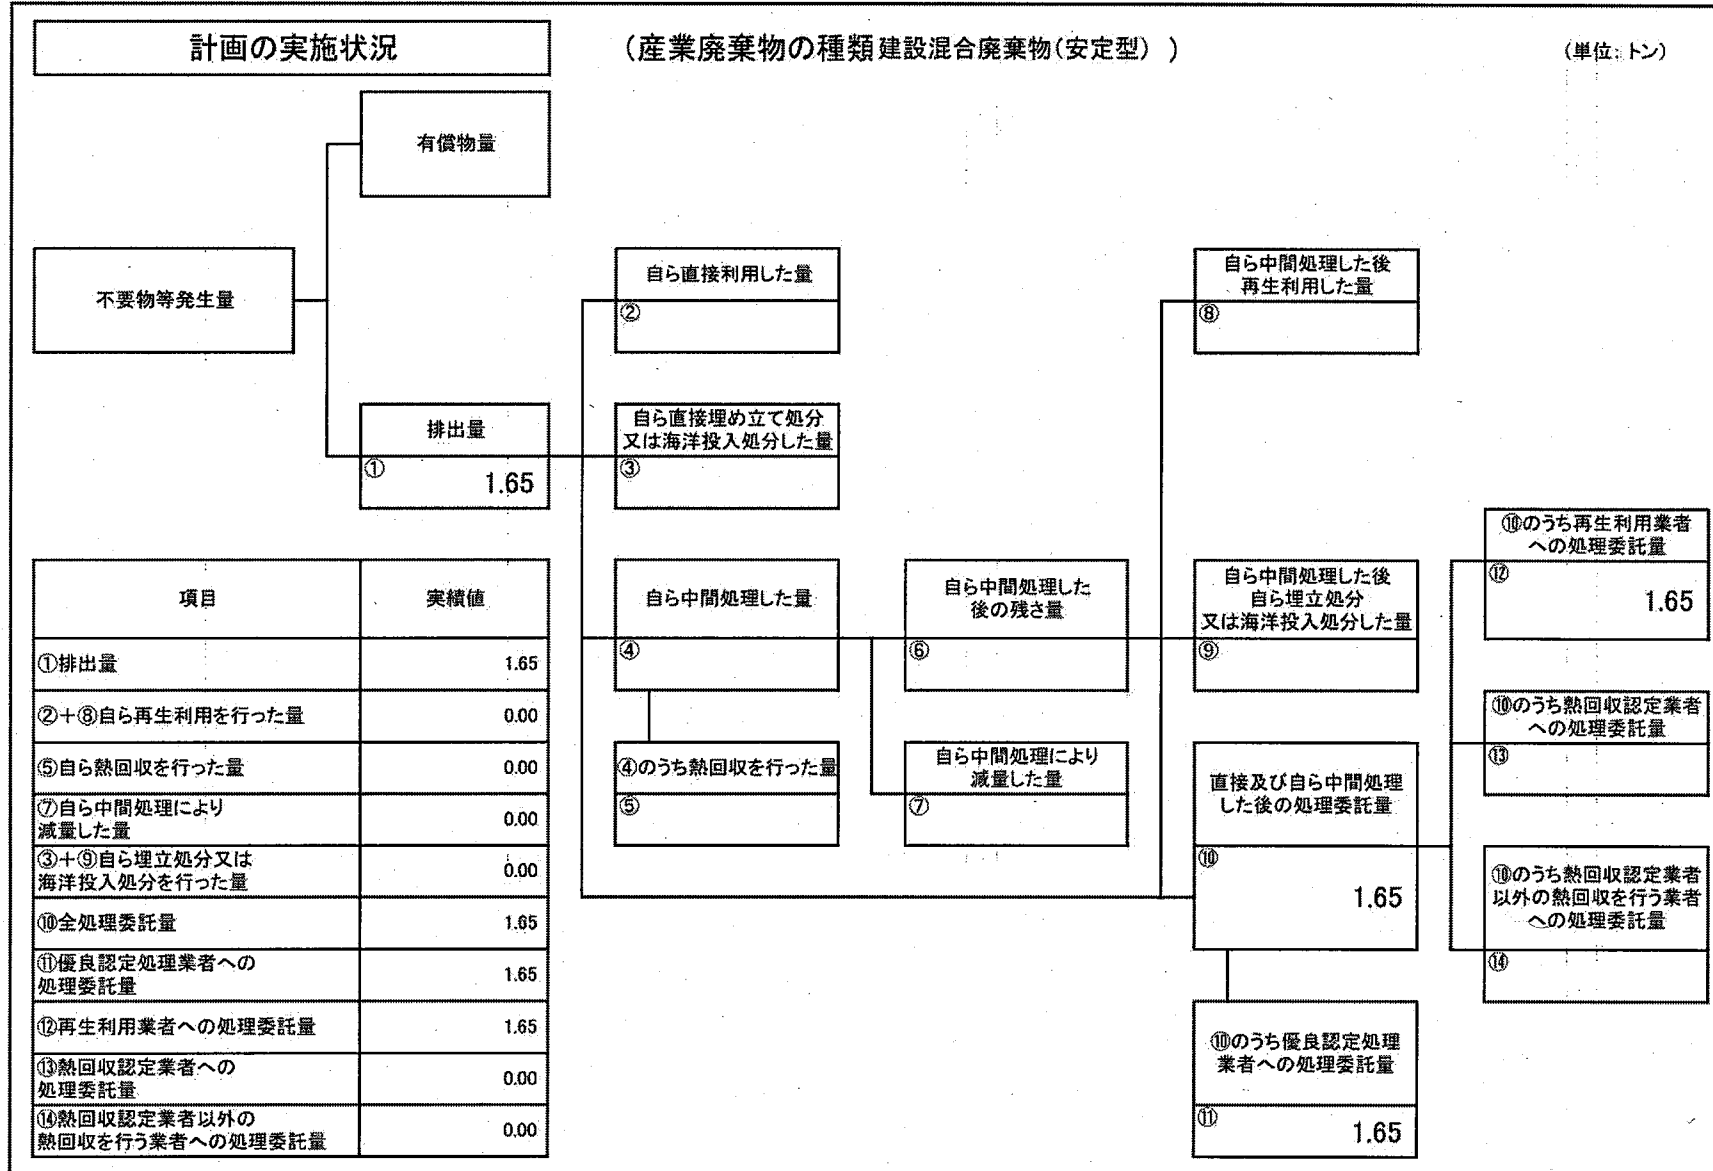 計画の実施状況
(産業廃棄物の種類 建設混合廃棄物(安定型) )
(単位:トン)
有償物量
不要物等発生量
排出量
①
1.65
自ら直接利用した量
②
自ら直接埋め立て処分
又は海洋投入処分した量
③
自ら中間処理した量
④
④のうち熱回収を行った量
⑤
自ら中間処理した
後の残さ量
⑥
自ら中間処理により
減量した量
⑦
自ら中間処理した後
再生利用した量
⑧
自ら中間処理した後
自ら埋立処分
又は海洋投入処分した量
⑨
直接及び自ら中間処理
した後の処理委託量
⑩
1.65
⑩のうち優良認定処理
業者への処理委託量
⑪
1.65
⑩のうち再生利用業者
への処理委託量
⑫
1.65
⑩のうち熱回収認定業者
への処理委託量
⑬
⑩のうち熱回収認定業者
以外の熱回収を行う業者
への処理委託量
⑭
項目 実績値
①排出量 1.65
②+⑧自ら再生利用を行った量 0.00
⑤自ら熱回収を行った量 0.00
⑦自ら中間処理により
減量した量 0.00
③+⑨自ら埋立処分又は
海洋投入処分を行った量 0.00
⑩全処理委託量 1.65
⑪優良認定処理業者への
処理委託量 1.65
⑫再生利用業者への処理委託量 1.65
⑬熱回収認定業者への
処理委託量 0.00
⑭熱回収認定業者以外の
熱回収を行う業者への処理委託量 0.00